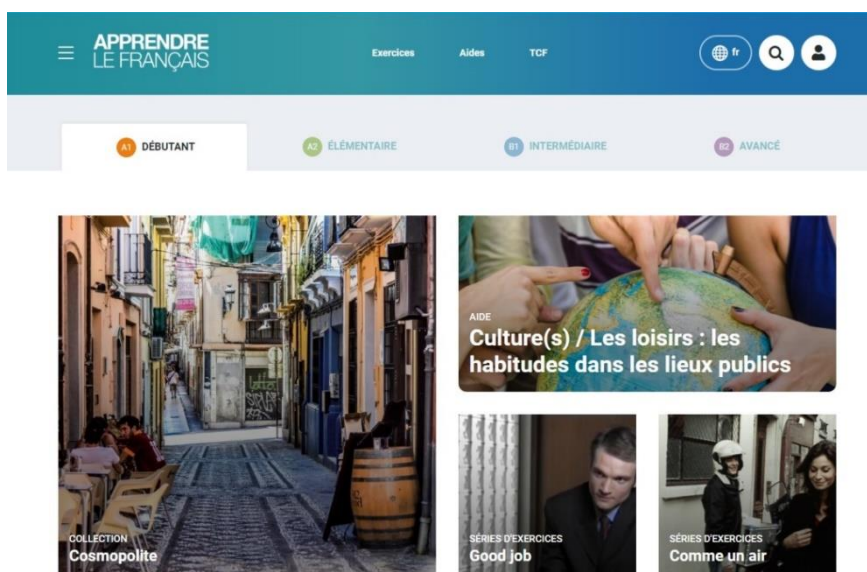 APPRENDRE
LE FRANÇAIS
Exercices
Aides
TCF
fr
A1 DÉBUTANT
A2 ÉLÉMENTAIRE
B1 INTERMÉDIAIRE
B2 AVANCÉ
COLLECTION
Cosmopolite
AIDE
Culture(s) / Les loisirs : les
habitudes dans les lieux publics
SÉRIES D'EXERCICES
Good job
SÉRIES D'EXERCICES
Comme un air